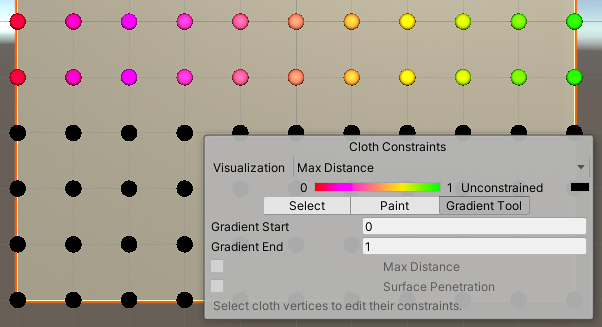 Cloth Constraints
Visualization Max Distance
0 1 Unconstrained
Select Paint Gradient Tool
Gradient Start 0
Gradient End 1
Max Distance
Surface Penetration
Select cloth vertices to edit their constraints.